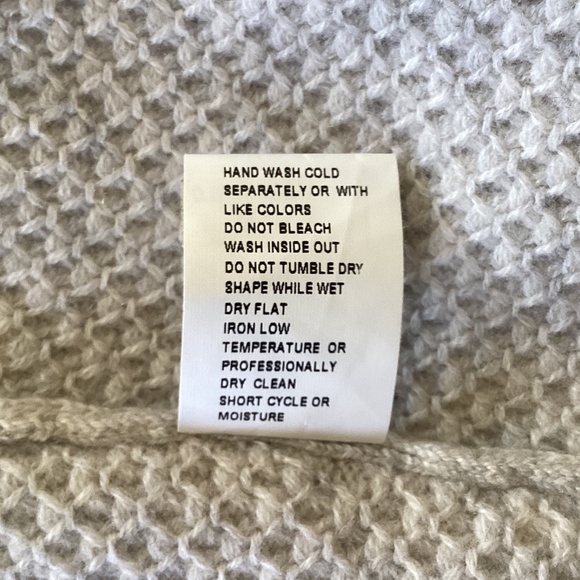 HAND WASH COLD
SEPARATELY OR WITH
LIKE COLORS
DO NOT BLEACH
WASH INSIDE OUT
DO NOT TUMBLE DRY
SHAPE WHILE WET
DRY FLAT
IRON LOW
TEMPERATURE OR
PROFESSIONALLY
DRY CLEAN
SHORT CYCLE OR
MOISTURE